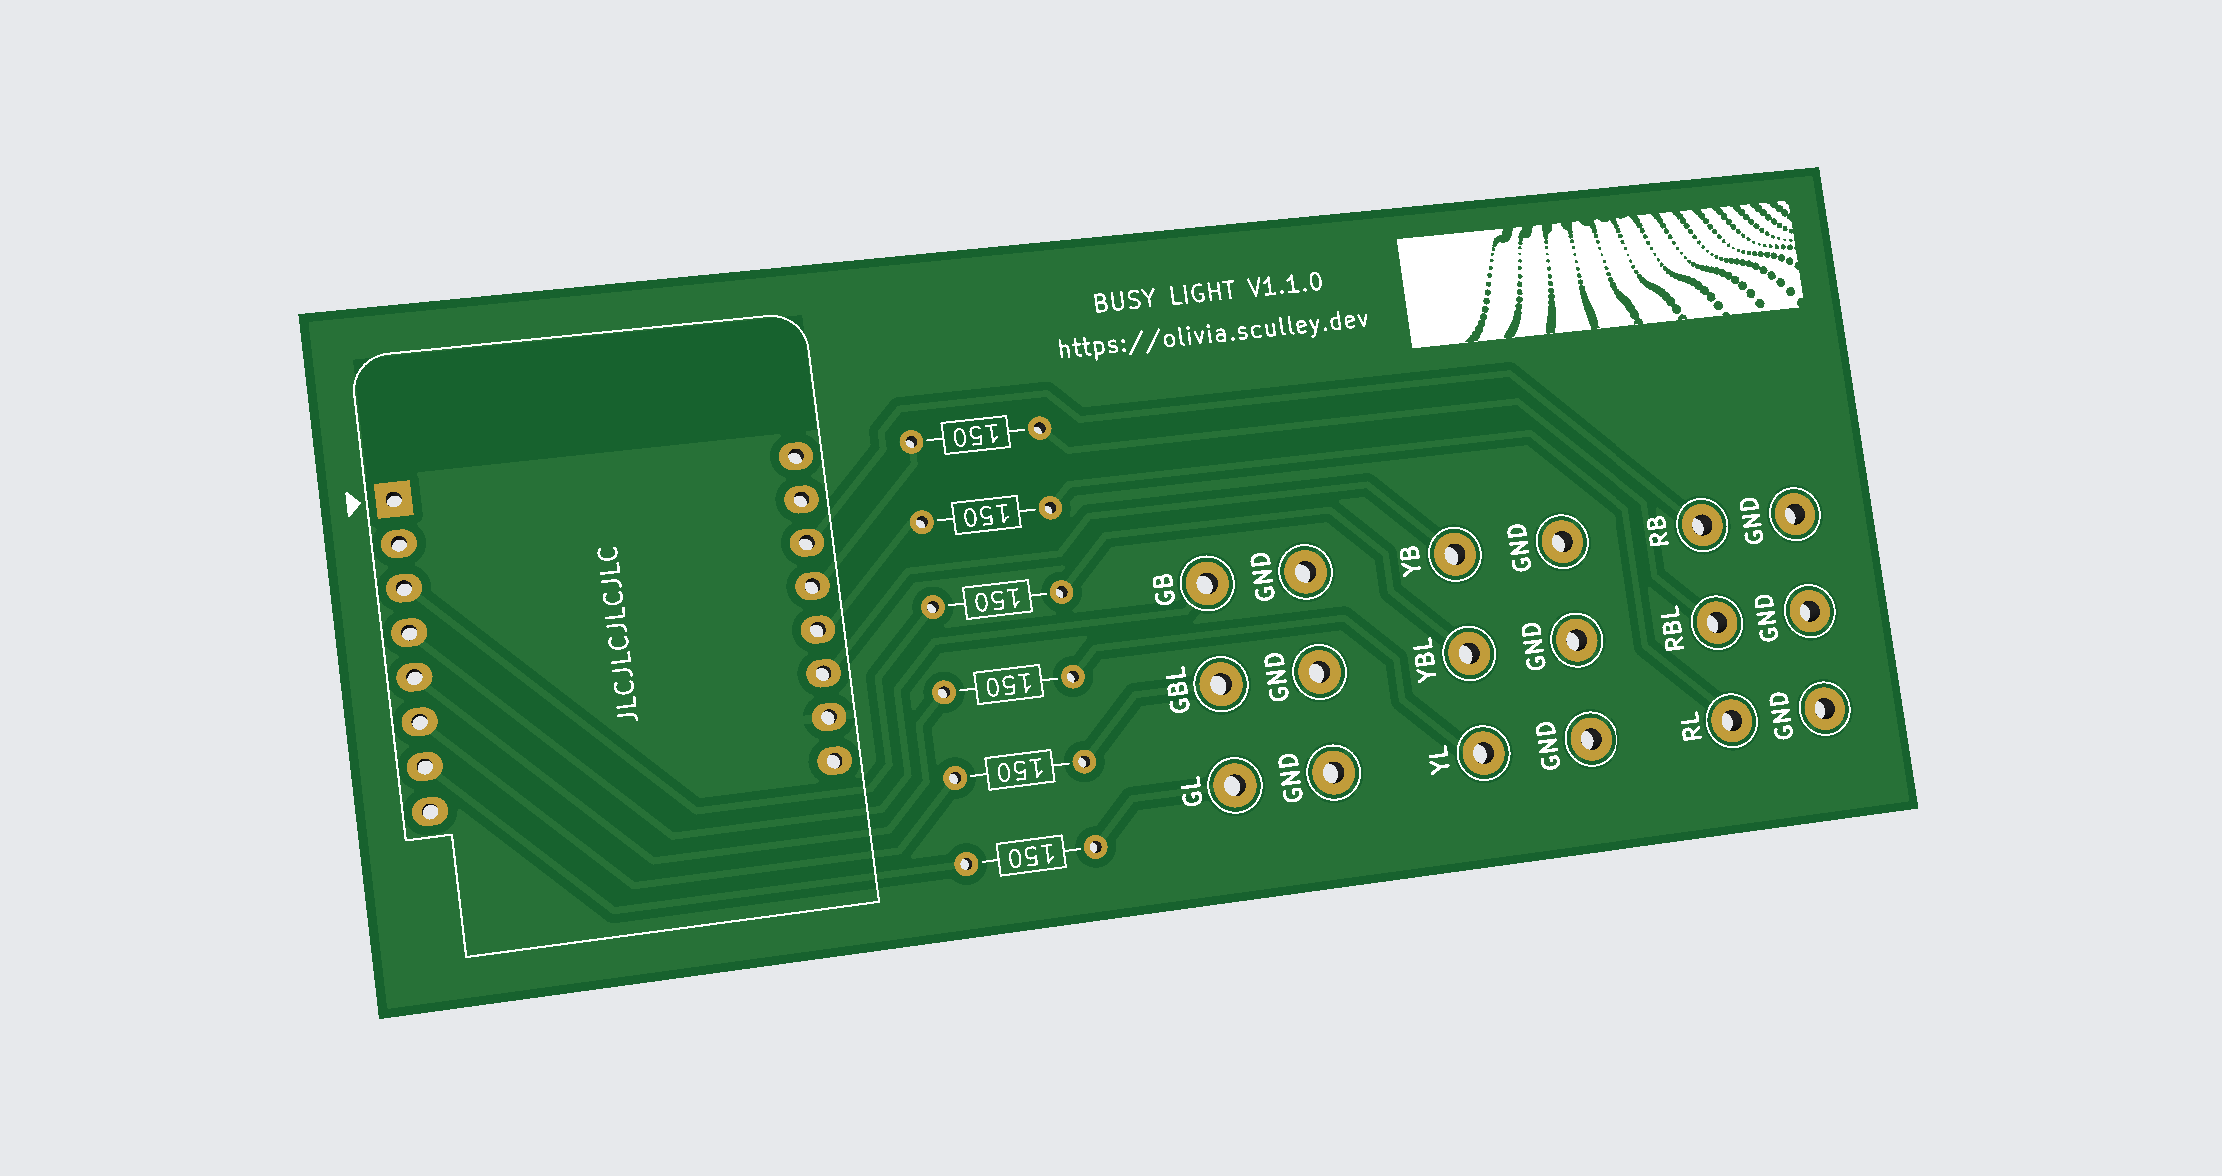 BUSY LIGHT V1.1.0
https://olivia.sculley.dev
JLCJLCJLCJLC
150
150
150
150
150
150
GB GND
GBL GND
GL GND
YB GND
YBL GND
YL GND
RB GND
RBL GND
RL GND